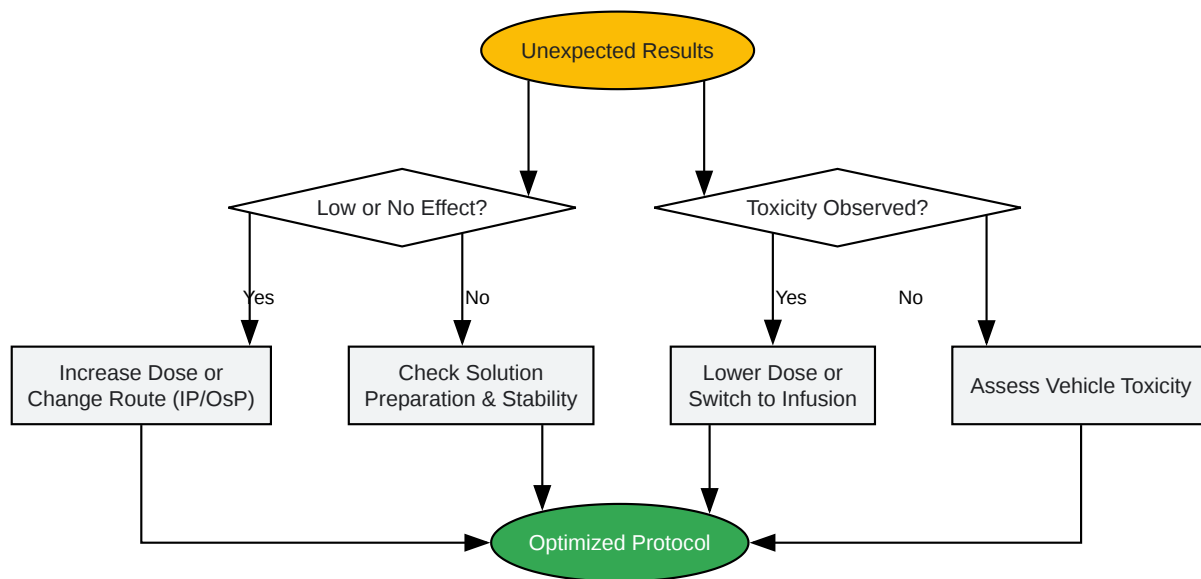 Unexpected Results
Low or No Effect?
Toxicity Observed?
Yes
No
Yes
No
Increase Dose or
Change Route (IP/OsP)
Check Solution
Preparation & Stability
Lower Dose or
Switch to Infusion
Assess Vehicle Toxicity
Optimized Protocol